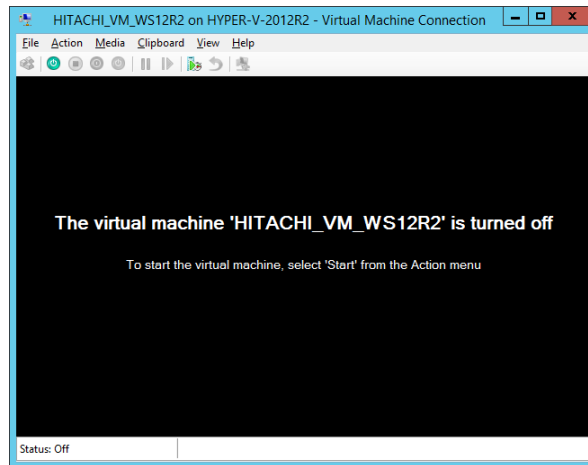 HITACHI_VM_WS12R2 on HYPER-V-2012R2 - Virtual Machine Connection
File Action Media Clipboard View Help
The virtual machine 'HITACHI_VM_WS12R2' is turned off
To start the virtual machine, select 'Start' from the Action menu
Status: Off